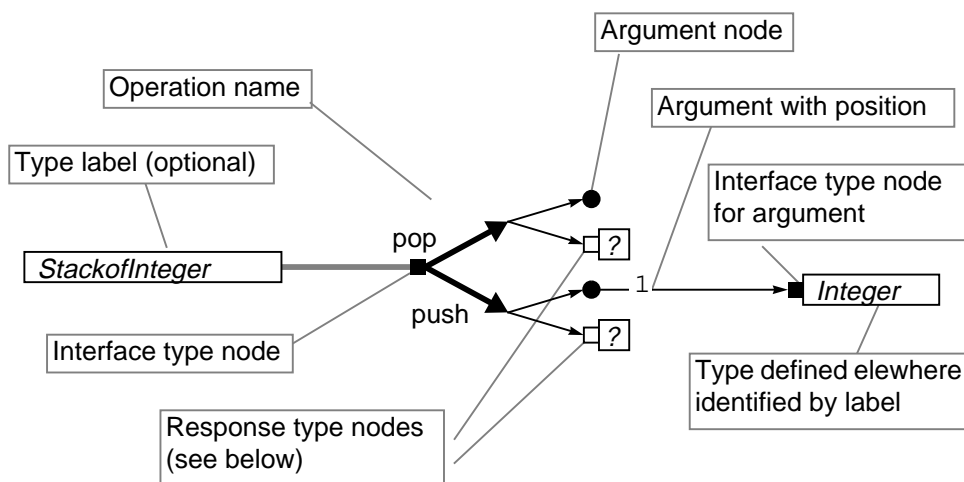 Argument node
Operation name
Argument with position
Type label (optional)
Interface type node
for argument
?
pop
StackofInteger
1
Integer
push
?
Interface type node
Type defined elewhere
identified by label
Response type nodes
(see below)